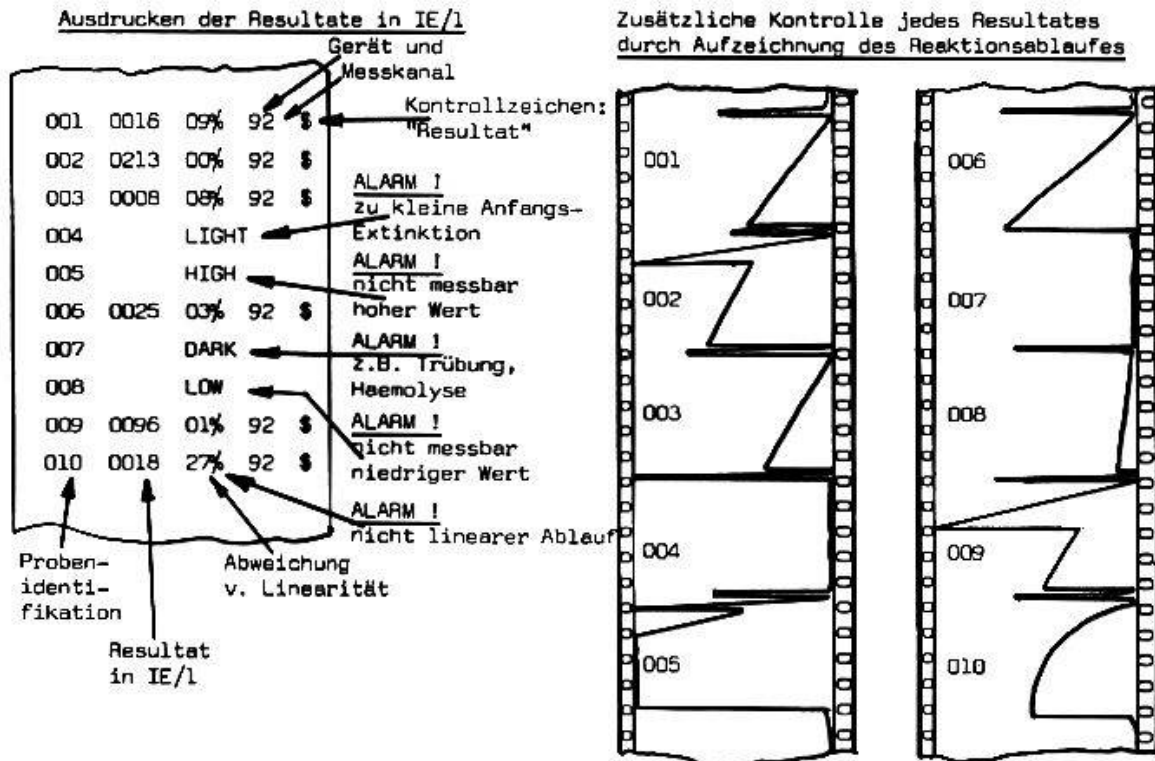 Ausdrucken der Resultate in IE/l
Gerät und
Messkanal
Kontrollzeichen:
"Resultat"
001 0016 09% 92 $
002 0213 00% 92 $
003 0008 08% 92 $
004 LIGHT
005 HIGH
006 0025 03% 92 $
007 DARK
008 LOW
009 0096 01% 92 $
010 0018 27% 92 $
ALARM !
zu kleine Anfangs-
Extinktion
ALARM !
nicht messbar
hoher Wert
ALARM !
z.B. Trübung,
Haemolyse
ALARM !
nicht messbar
niedriger Wert
ALARM !
nicht linearer Ablauf
Proben-
identi-
fikation
Resultat
in IE/l
Abweichung
v. Linearität
Zusätzliche Kontrolle jedes Resultates
durch Aufzeichnung des Reaktionsablaufes
001
002
003
004
005
006
007
008
009
010